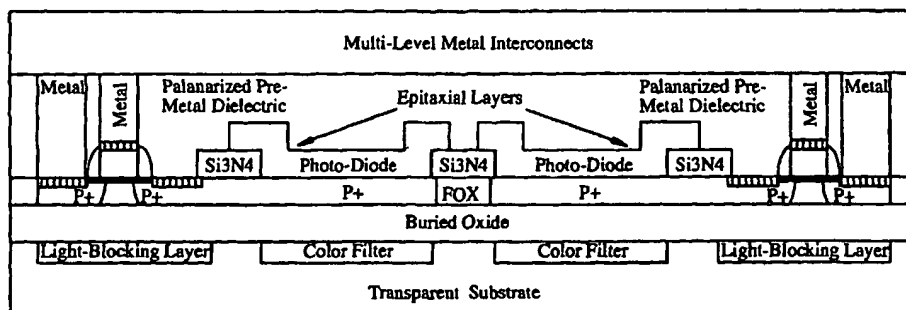 Multi-Level Metal Interconnects
Metal
Metal
Palanarized Pre-
Metal Dielectric
Epitaxial Layers
Palanarized Pre-
Metal Dielectric
Metal
Metal
Si3N4
Photo-Diode
Si3N4
Photo-Diode
Si3N4
P+
P+
P+
FOX
P+
P+
P+
Buried Oxide
Light-Blocking Layer
Color Filter
Color Filter
Light-Blocking Layer
Transparent Substrate